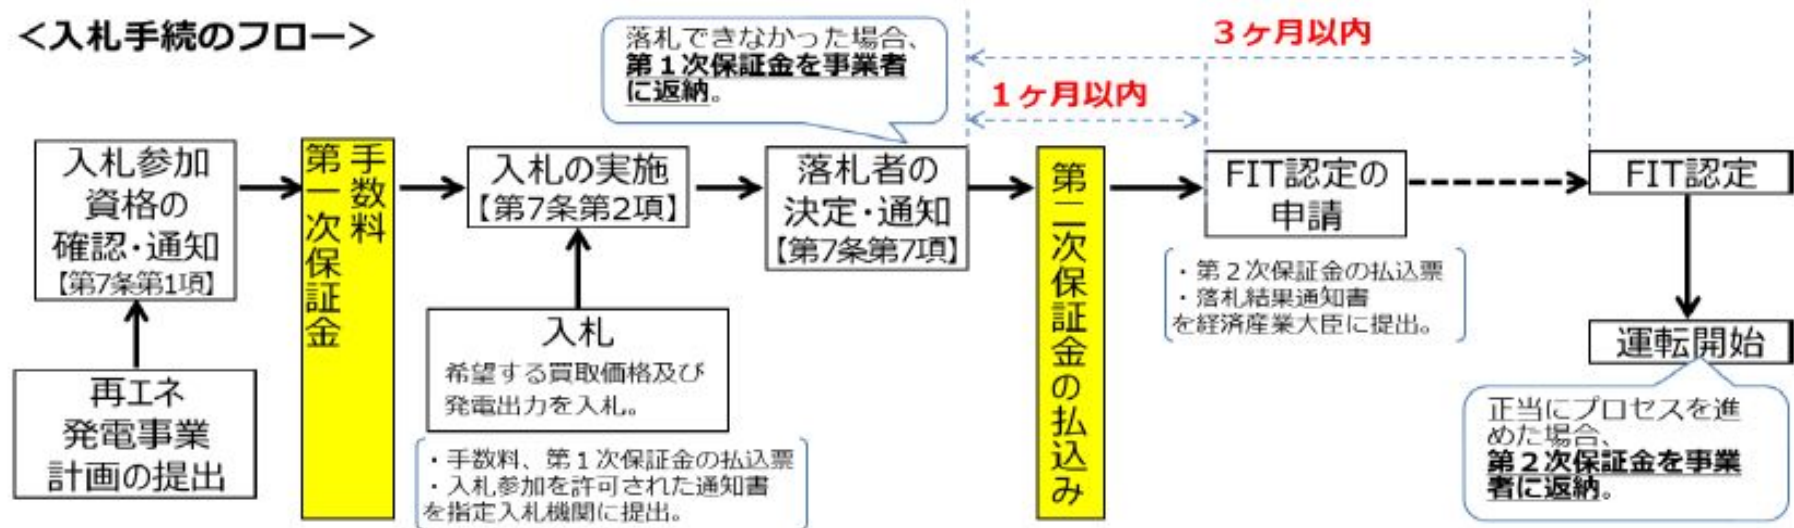 ＜入札手続のフロー＞
落札できなかった場合、
第１次保証金を事業者
に返納。
３ヶ月以内
１ヶ月以内
再エネ
発電事業
計画の提出
入札参加
資格の
確認・通知
【第7条第1項】
手数料
第一次保証金
入札の実施
【第7条第2項】
入札
希望する買取価格及び
発電出力を入札。
・手数料、第１次保証金の払込票
・入札参加を許可された通知書
を指定入札機関に提出。
落札者の
決定・通知
【第7条第7項】
第二次保証金の払込み
FIT認定の
申請
・第２次保証金の払込票
・落札結果通知書
を経済産業大臣に提出。
FIT認定
運転開始
正当にプロセスを進
めた場合、
第２次保証金を事業
者に返納。